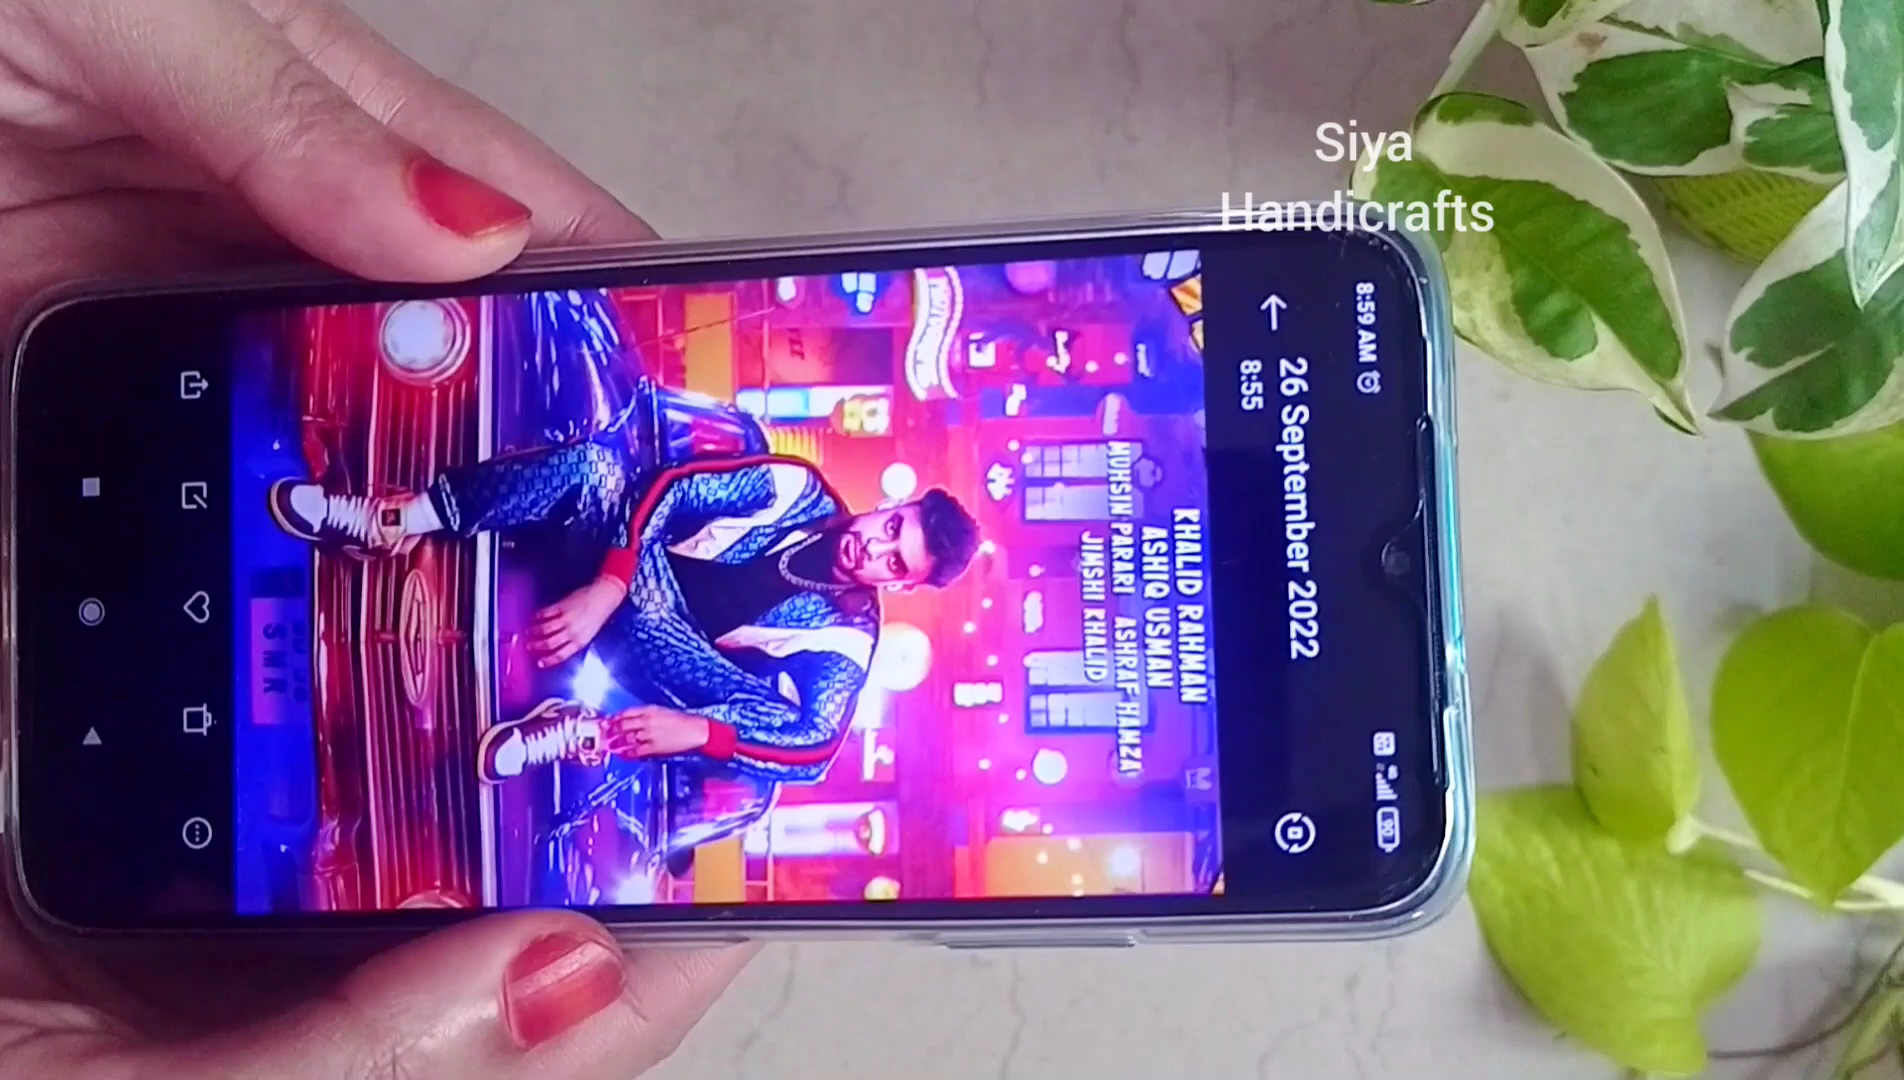 Siya
Handicrafts
8:59 AM
90
26 September 2022
8:55
KHALID RAHMAN
ASHIQ USMAN
MUHSIN PARARI ASHRAF HAMZA
JIMSHI KHALID